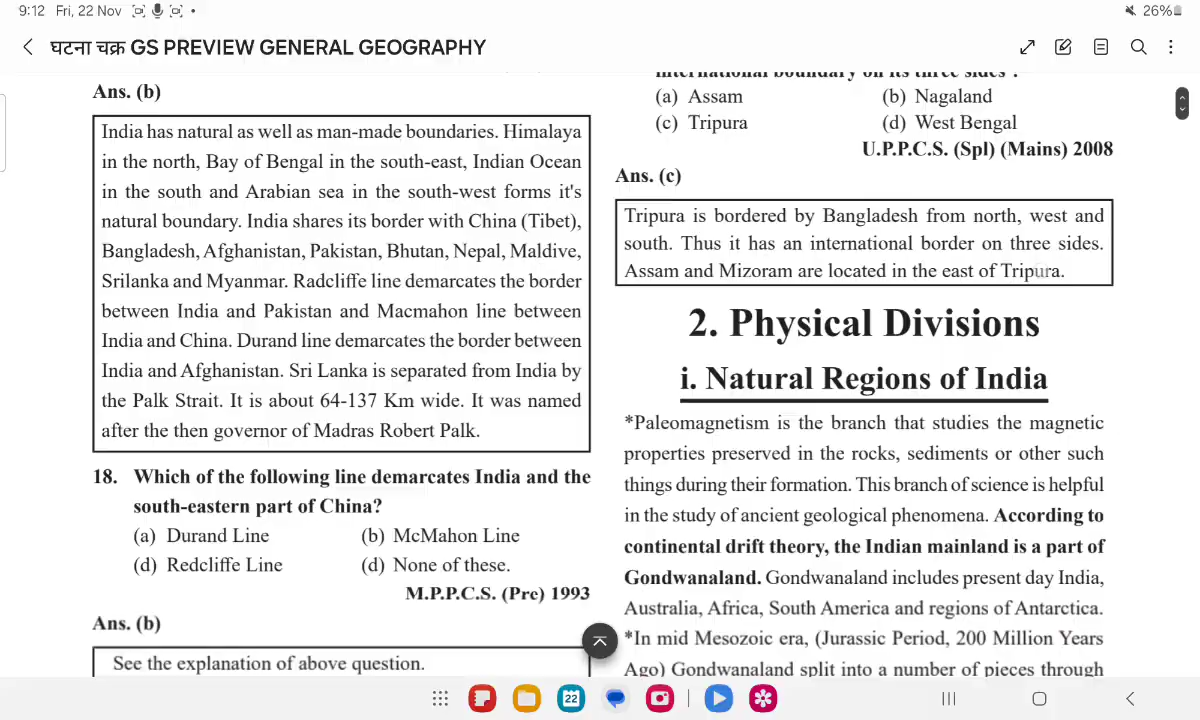 9:12 Fri, 22 Nov
26%
घटना चक्र GS PREVIEW GENERAL GEOGRAPHY
Ans. (b)
India has natural as well as man-made boundaries. Himalaya
in the north, Bay of Bengal in the south-east, Indian Ocean
in the south and Arabian sea in the south-west forms it's
natural boundary. India shares its border with China (Tibet),
Bangladesh, Afghanistan, Pakistan, Bhutan, Nepal, Maldive,
Srilanka and Myanmar. Radcliffe line demarcates the border
between India and Pakistan and Macmahon line between
India and China. Durand line demarcates the border between
India and Afghanistan. Sri Lanka is separated from India by
the Palk Strait. It is about 64-137 Km wide. It was named
after the then governor of Madras Robert Palk.
18. Which of the following line demarcates India and the
south-eastern part of China?
(a) Durand Line (b) McMahon Line
(d) Redcliffe Line (d) None of these.
M.P.P.C.S. (Pre) 1993
Ans. (b)
See the explanation of above question.
international boundary on its three sides ?
(a) Assam (b) Nagaland
(c) Tripura (d) West Bengal
U.P.P.C.S. (Spl) (Mains) 2008
Ans. (c)
Tripura is bordered by Bangladesh from north, west and
south. Thus it has an international border on three sides.
Assam and Mizoram are located in the east of Tripura.
2. Physical Divisions
i. Natural Regions of India
*Paleomagnetism is the branch that studies the magnetic
properties preserved in the rocks, sediments or other such
things during their formation. This branch of science is helpful
in the study of ancient geological phenomena. According to
continental drift theory, the Indian mainland is a part of
Gondwanaland. Gondwanaland includes present day India,
Australia, Africa, South America and regions of Antarctica.
*In mid Mesozoic era, (Jurassic Period, 200 Million Years
Ago) Gondwanaland split into a number of pieces through
22